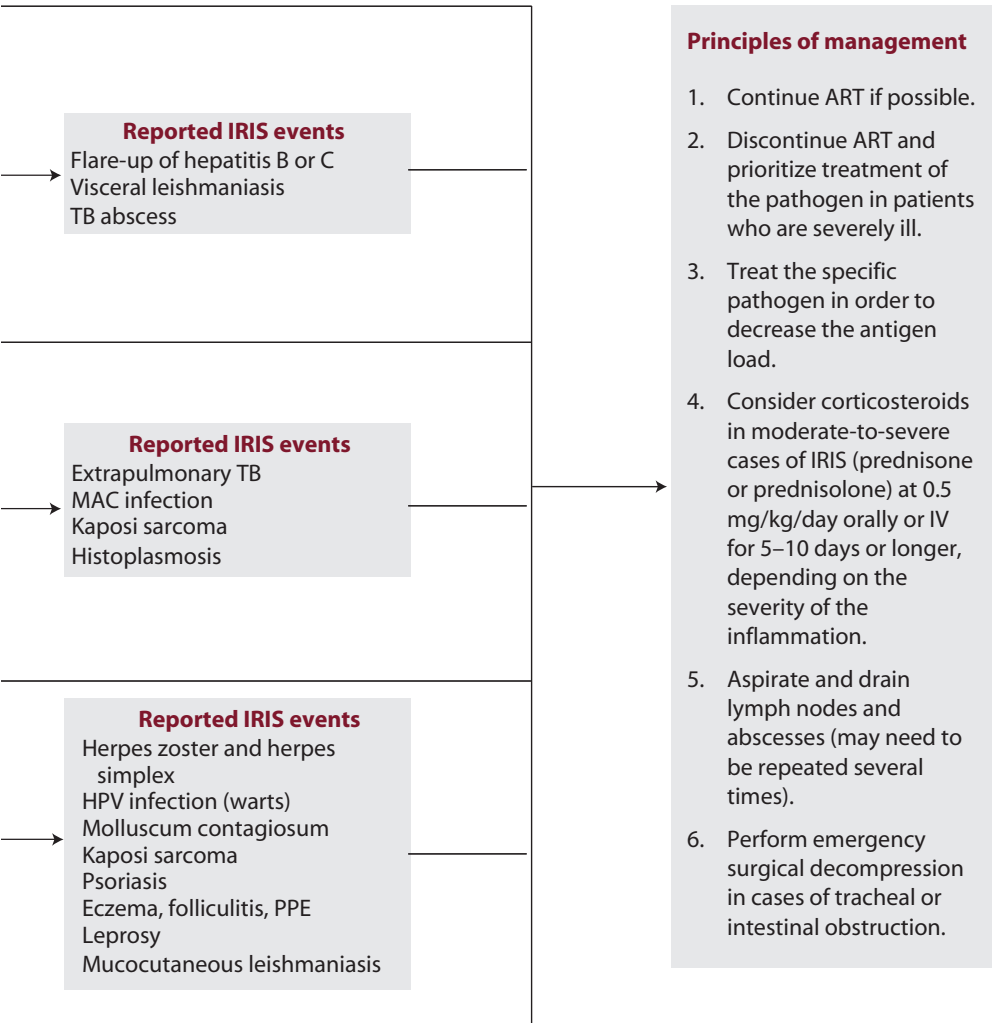 Reported IRIS events
Flare-up of hepatitis B or C
Visceral leishmaniasis
TB abscess
Reported IRIS events
Extrapulmonary TB
MAC infection
Kaposi sarcoma
Histoplasmosis
Reported IRIS events
Herpes zoster and herpes
simplex
HPV infection (warts)
Molluscum contagiosum
Kaposi sarcoma
Psoriasis
Eczema, folliculitis, PPE
Leprosy
Mucocutaneous leishmaniasis
Principles of management
1. Continue ART if possible.
2. Discontinue ART and
prioritize treatment of
the pathogen in patients
who are severely ill.
3. Treat the specific
pathogen in order to
decrease the antigen
load.
4. Consider corticosteroids
in moderate-to-severe
cases of IRIS (prednisone
or prednisolone) at 0.5
mg/kg/day orally or IV
for 5–10 days or longer,
depending on the
severity of the
inflammation.
5. Aspirate and drain
lymph nodes and
abscesses (may need to
be repeated several
times).
6. Perform emergency
surgical decompression
in cases of tracheal or
intestinal obstruction.